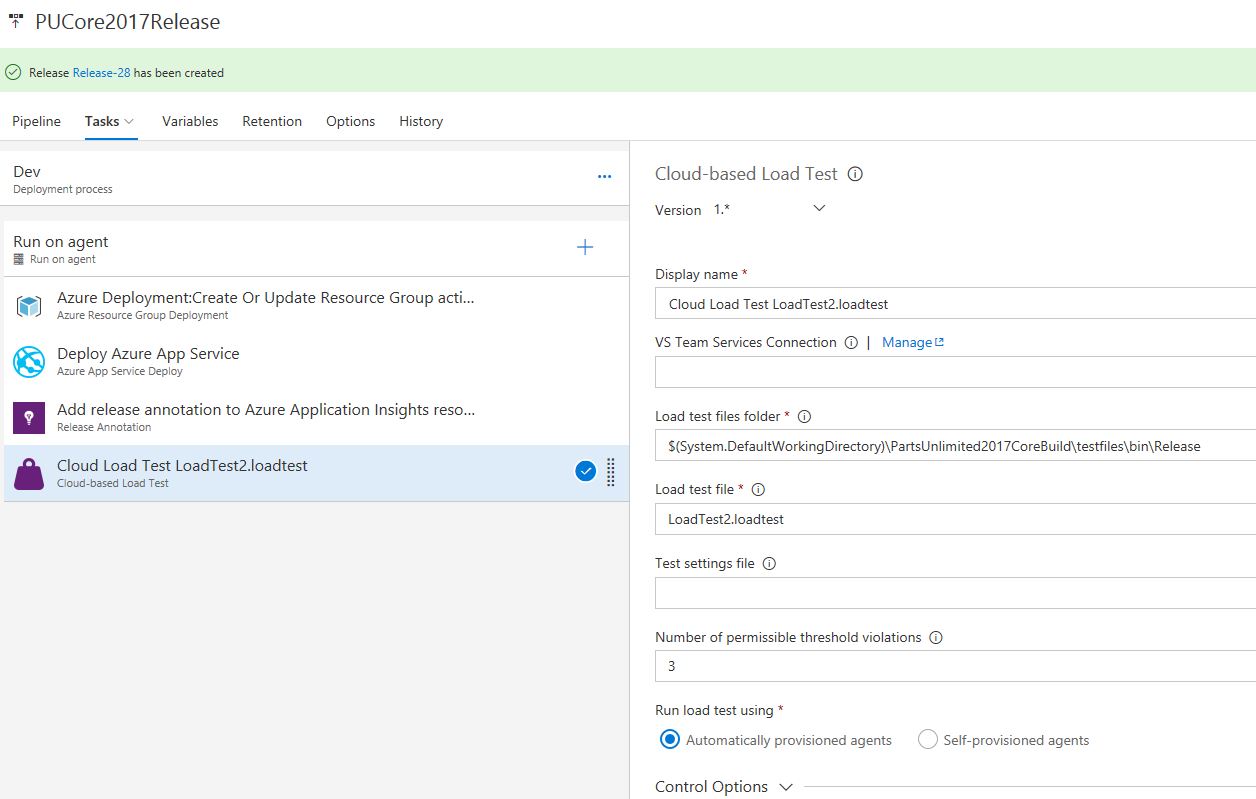 PUCore2017Release
Release Release-28 has been created
Pipeline Tasks Variables Retention Options History
Dev
Deployment process
...
Run on agent
Run on agent
Azure Deployment:Create Or Update Resource Group acti...
Azure Resource Group Deployment
Deploy Azure App Service
Azure App Service Deploy
Add release annotation to Azure Application Insights reso...
Release Annotation
Cloud Load Test LoadTest2.loadtest
Cloud-based Load Test
Cloud-based Load Test
Version 1.*
Display name *
Cloud Load Test LoadTest2.loadtest
VS Team Services Connection | Manage
Load test files folder *
$(System.DefaultWorkingDirectory)\PartsUnlimited2017CoreBuild\testfiles\bin\Release
Load test file *
LoadTest2.loadtest
Test settings file
Number of permissible threshold violations
3
Run load test using *
Automatically provisioned agents Self-provisioned agents
Control Options